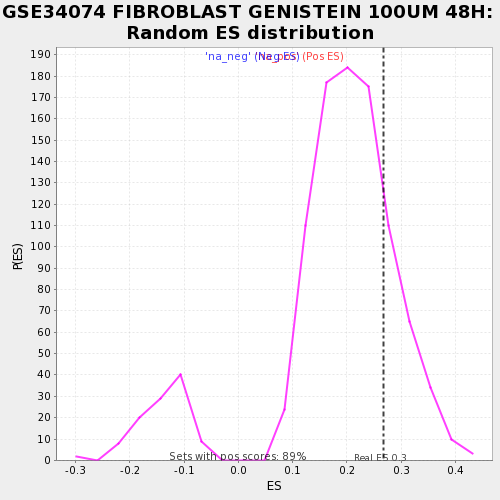 GSE34074 FIBROBLAST GENISTEIN 100UM 48H:
Random ES distribution
'na_neg' (Neg ES) 'na_pos' (Pos ES)
190
180
170
160
150
140
130
120
110
100
90
80
70
60
50
40
30
20
10
0
P(ES)
Sets with pos scores: 89%
Real ES 0.3
-0.3 -0.2 -0.1 0.0 0.1 0.2 0.3 0.4
ES